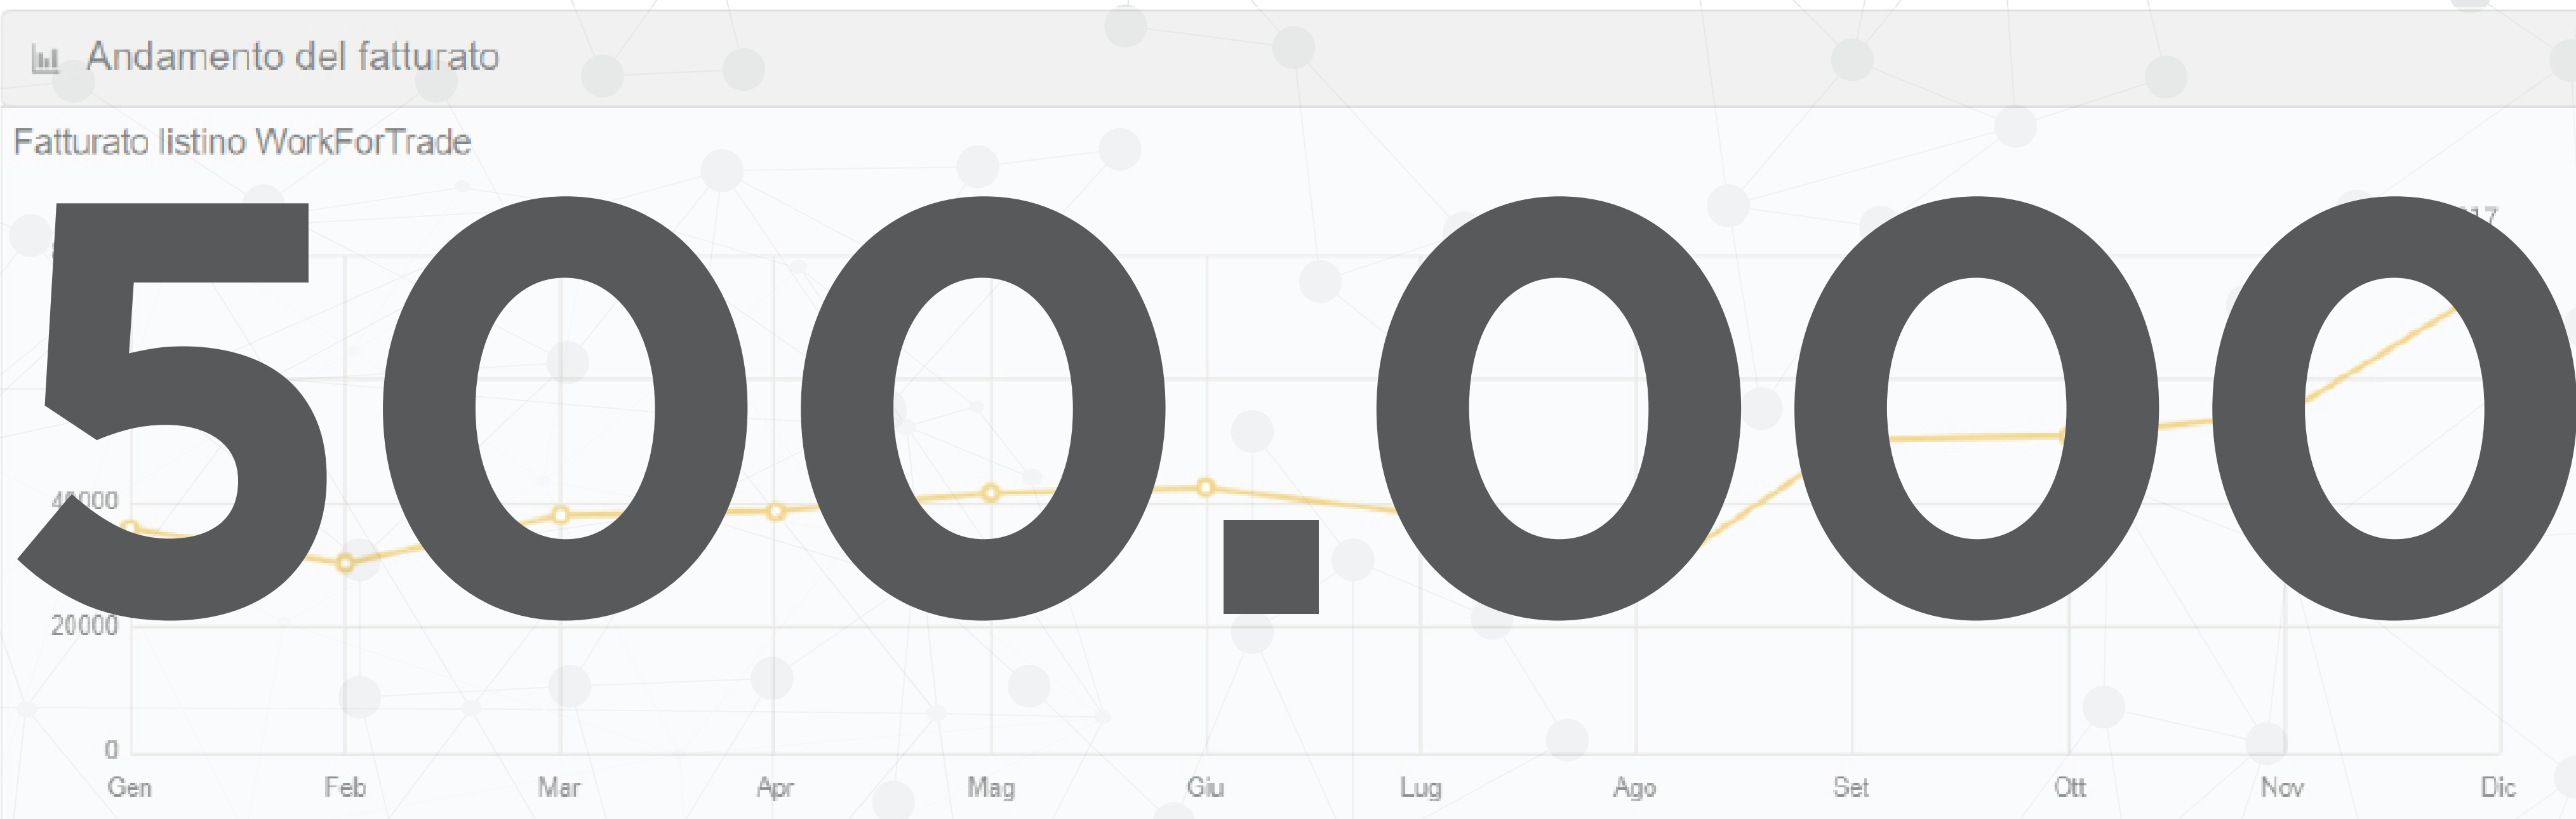 Andamento del fatturato
Fatturato listino WorkForTrade
500.000
20000
0
Gen Feb Mar Apr Mag Giu Lug Ago Set Ott Nov Dic